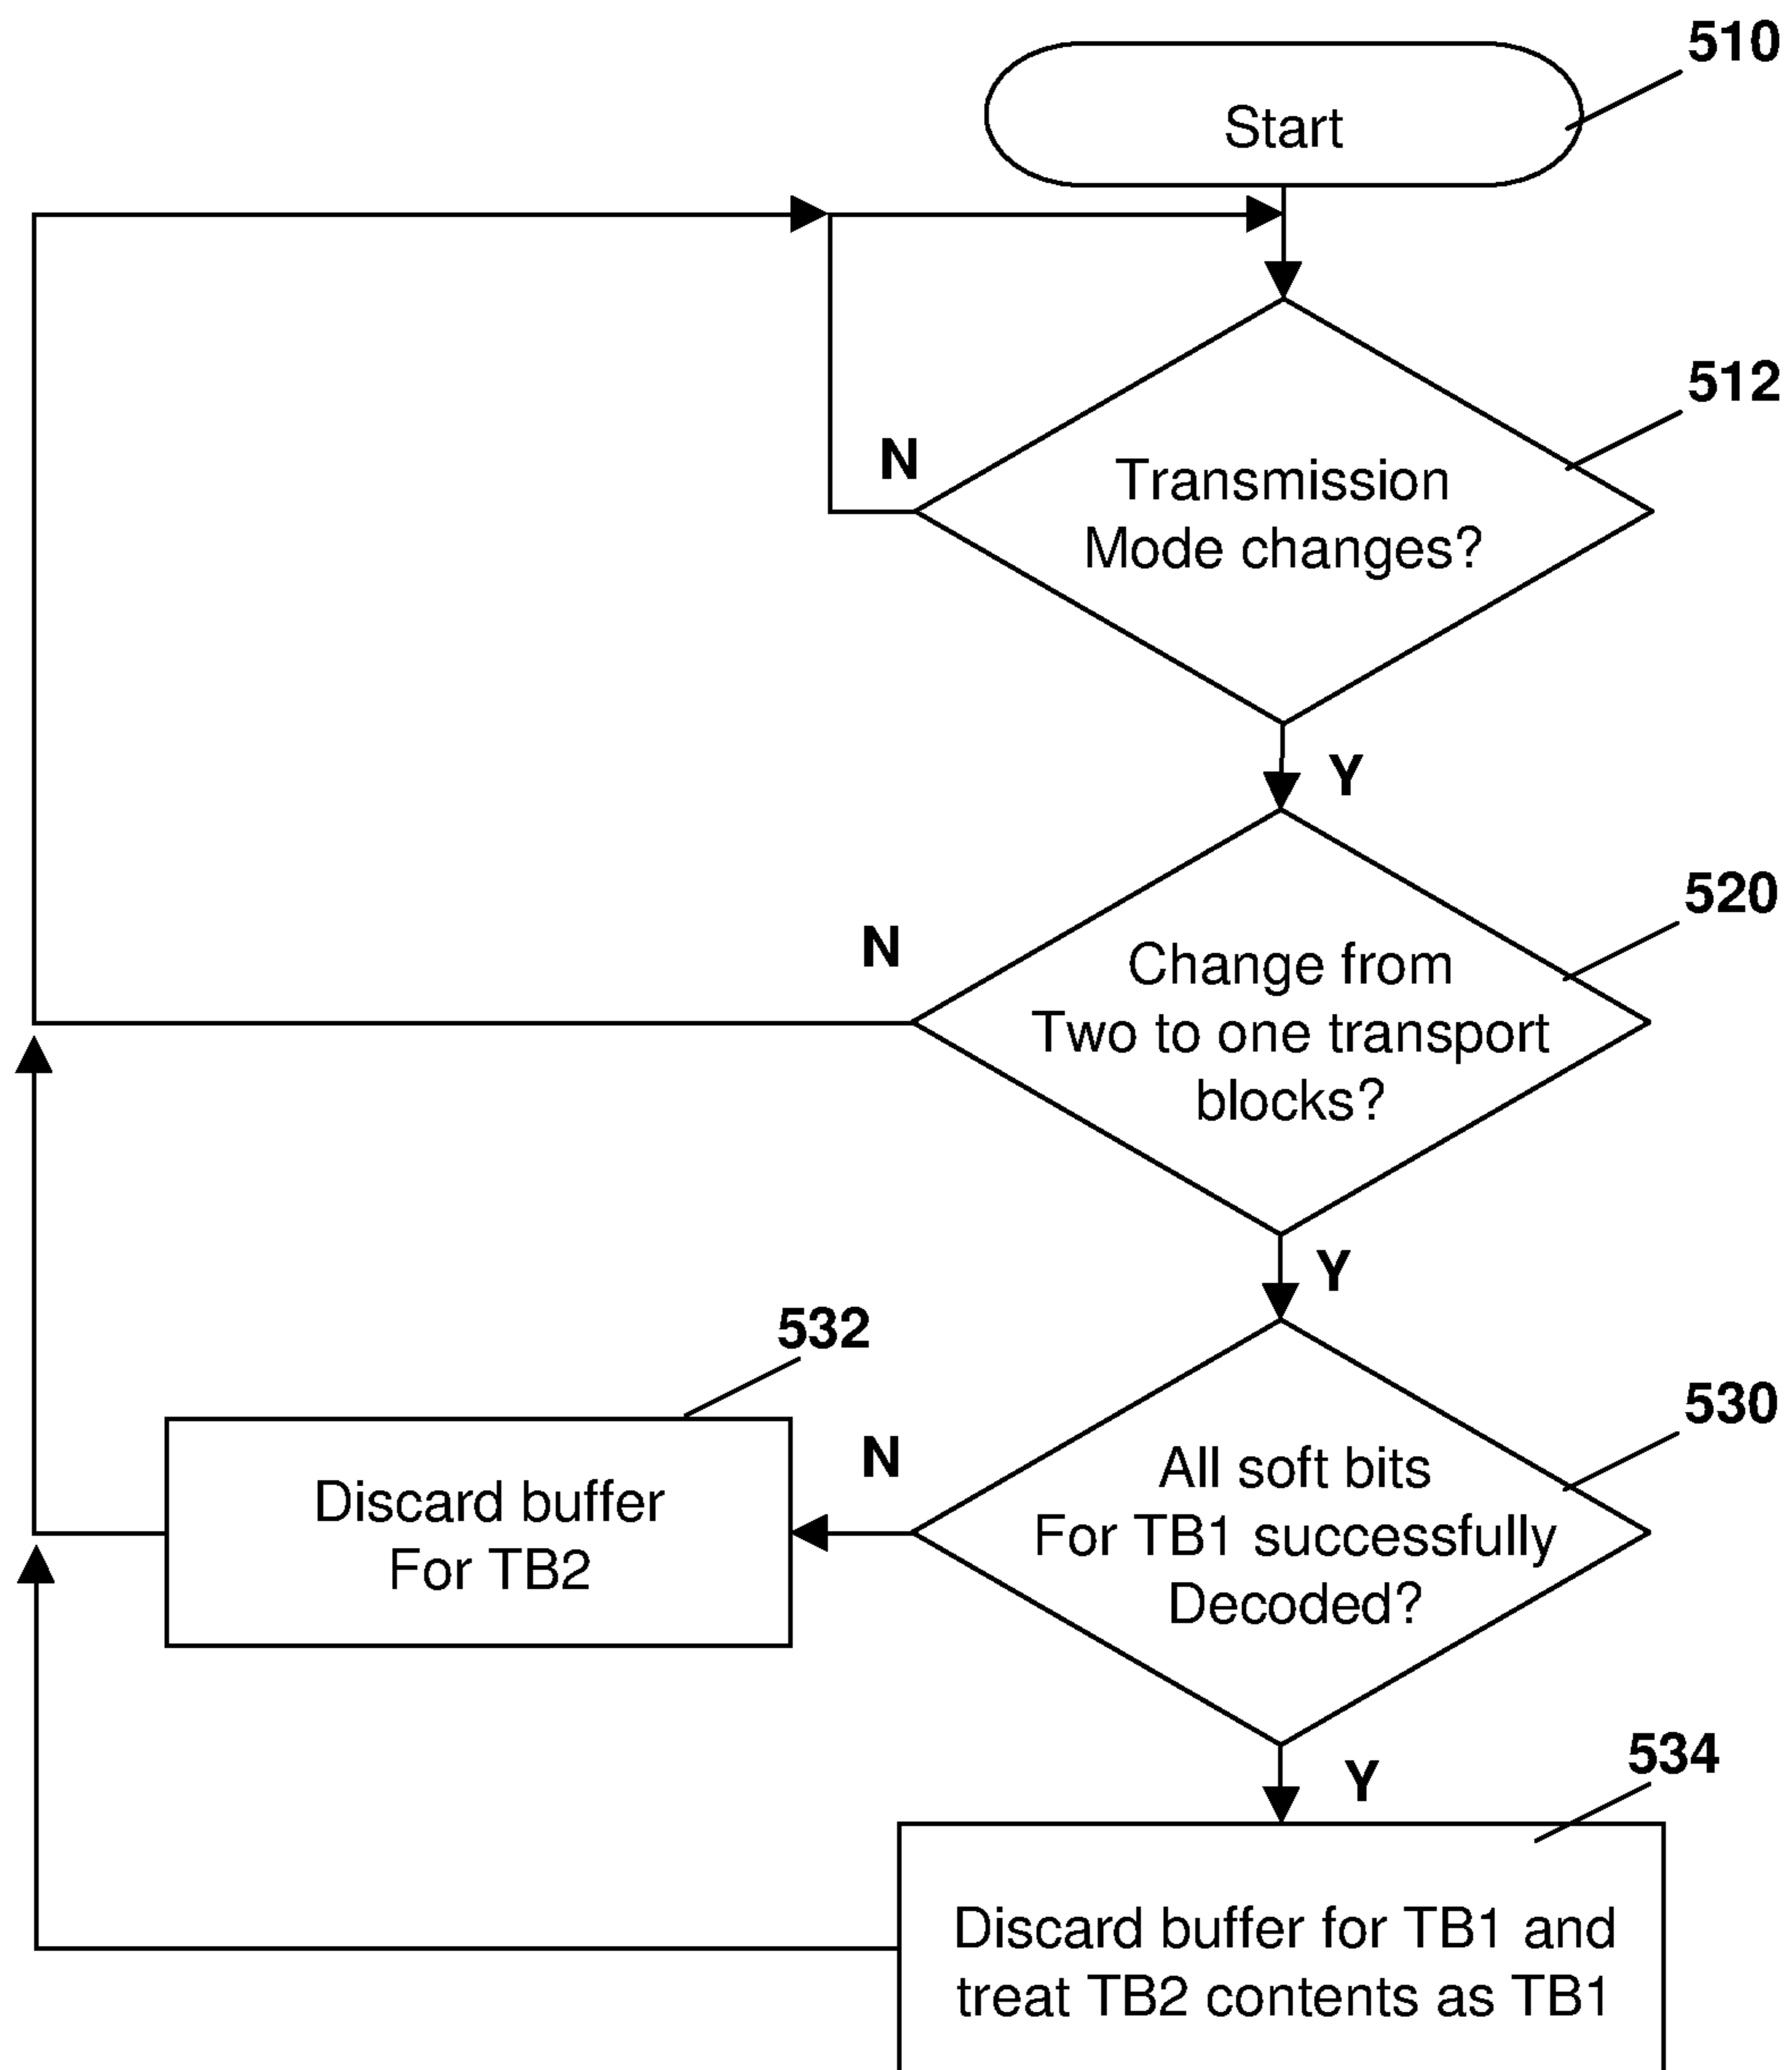 510
Start
512
N
Transmission
Mode changes?
Y
520
N
Change from
Two to one transport
blocks?
Y
532
530
Discard buffer
For TB2
N
All soft bits
For TB1 successfully
Decoded?
534
Y
Discard buffer for TB1 and
treat TB2 contents as TB1